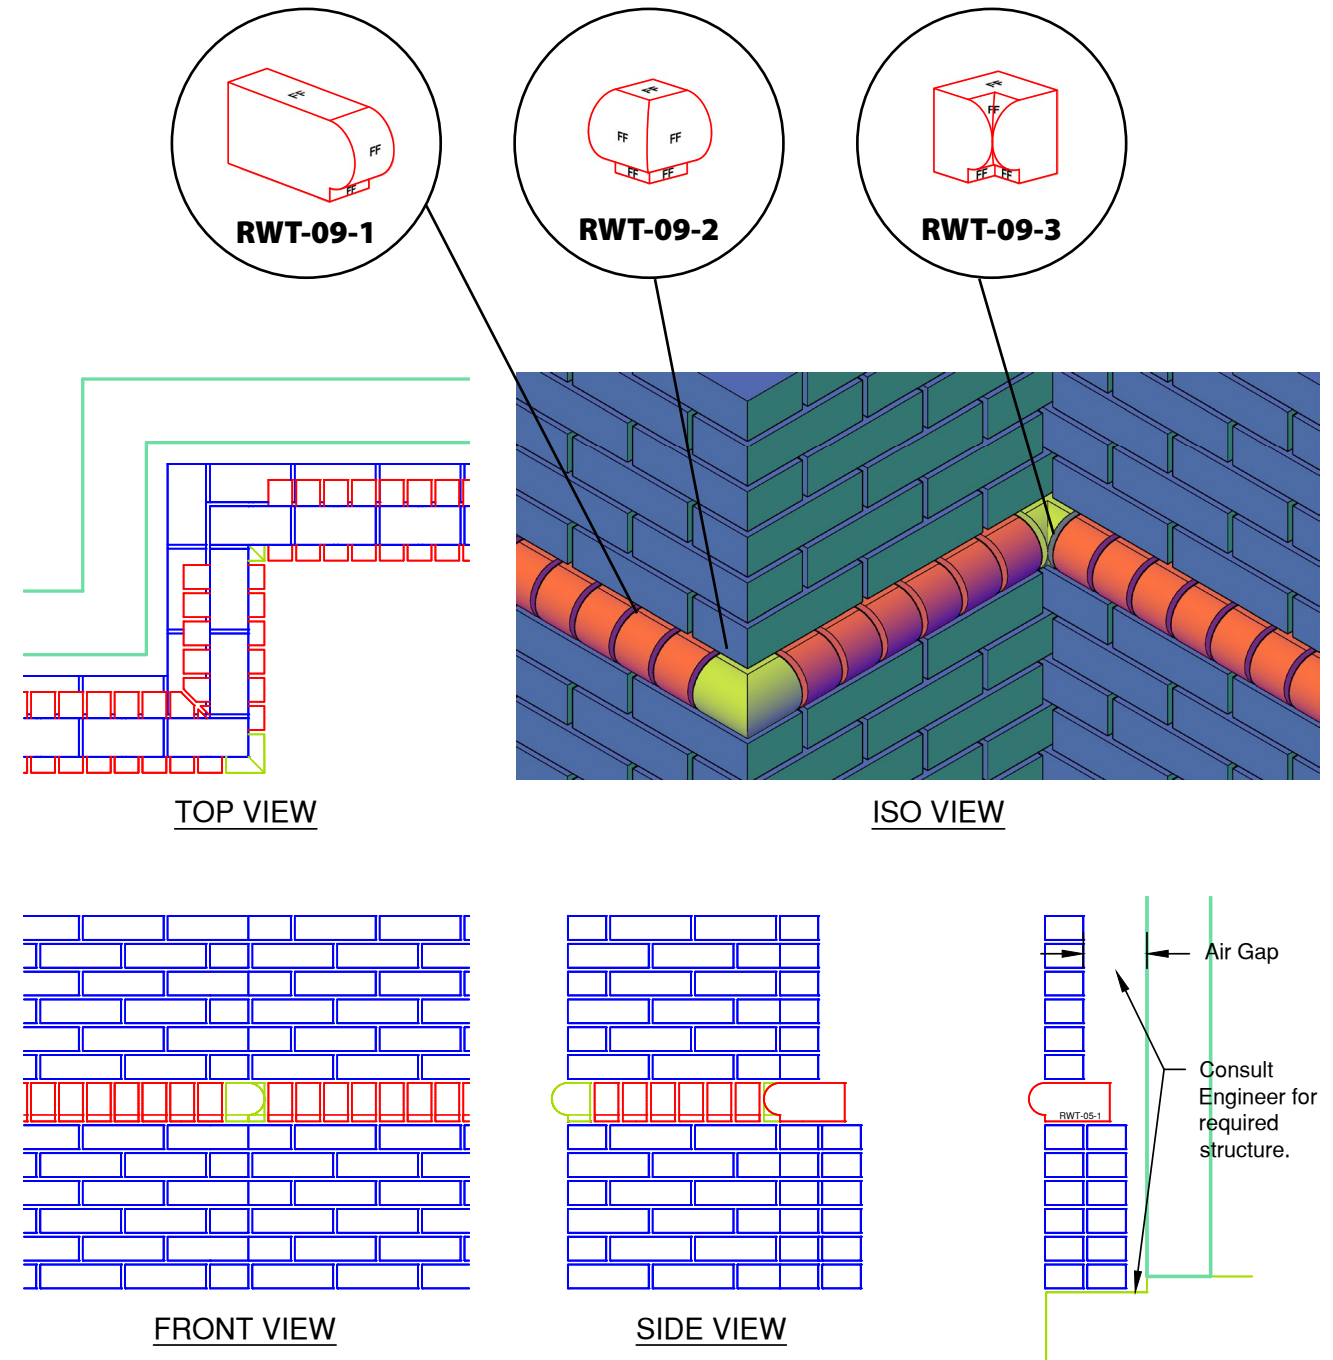 FF
FF
FF
RWT-09-1
FF
FF
FF
FF
FF
RWT-09-2
FF
FF
FF
FF
RWT-09-3
TOP VIEW
ISO VIEW
Air Gap
Consult
Engineer for
required
structure.
RWT-05-1
FRONT VIEW
SIDE VIEW